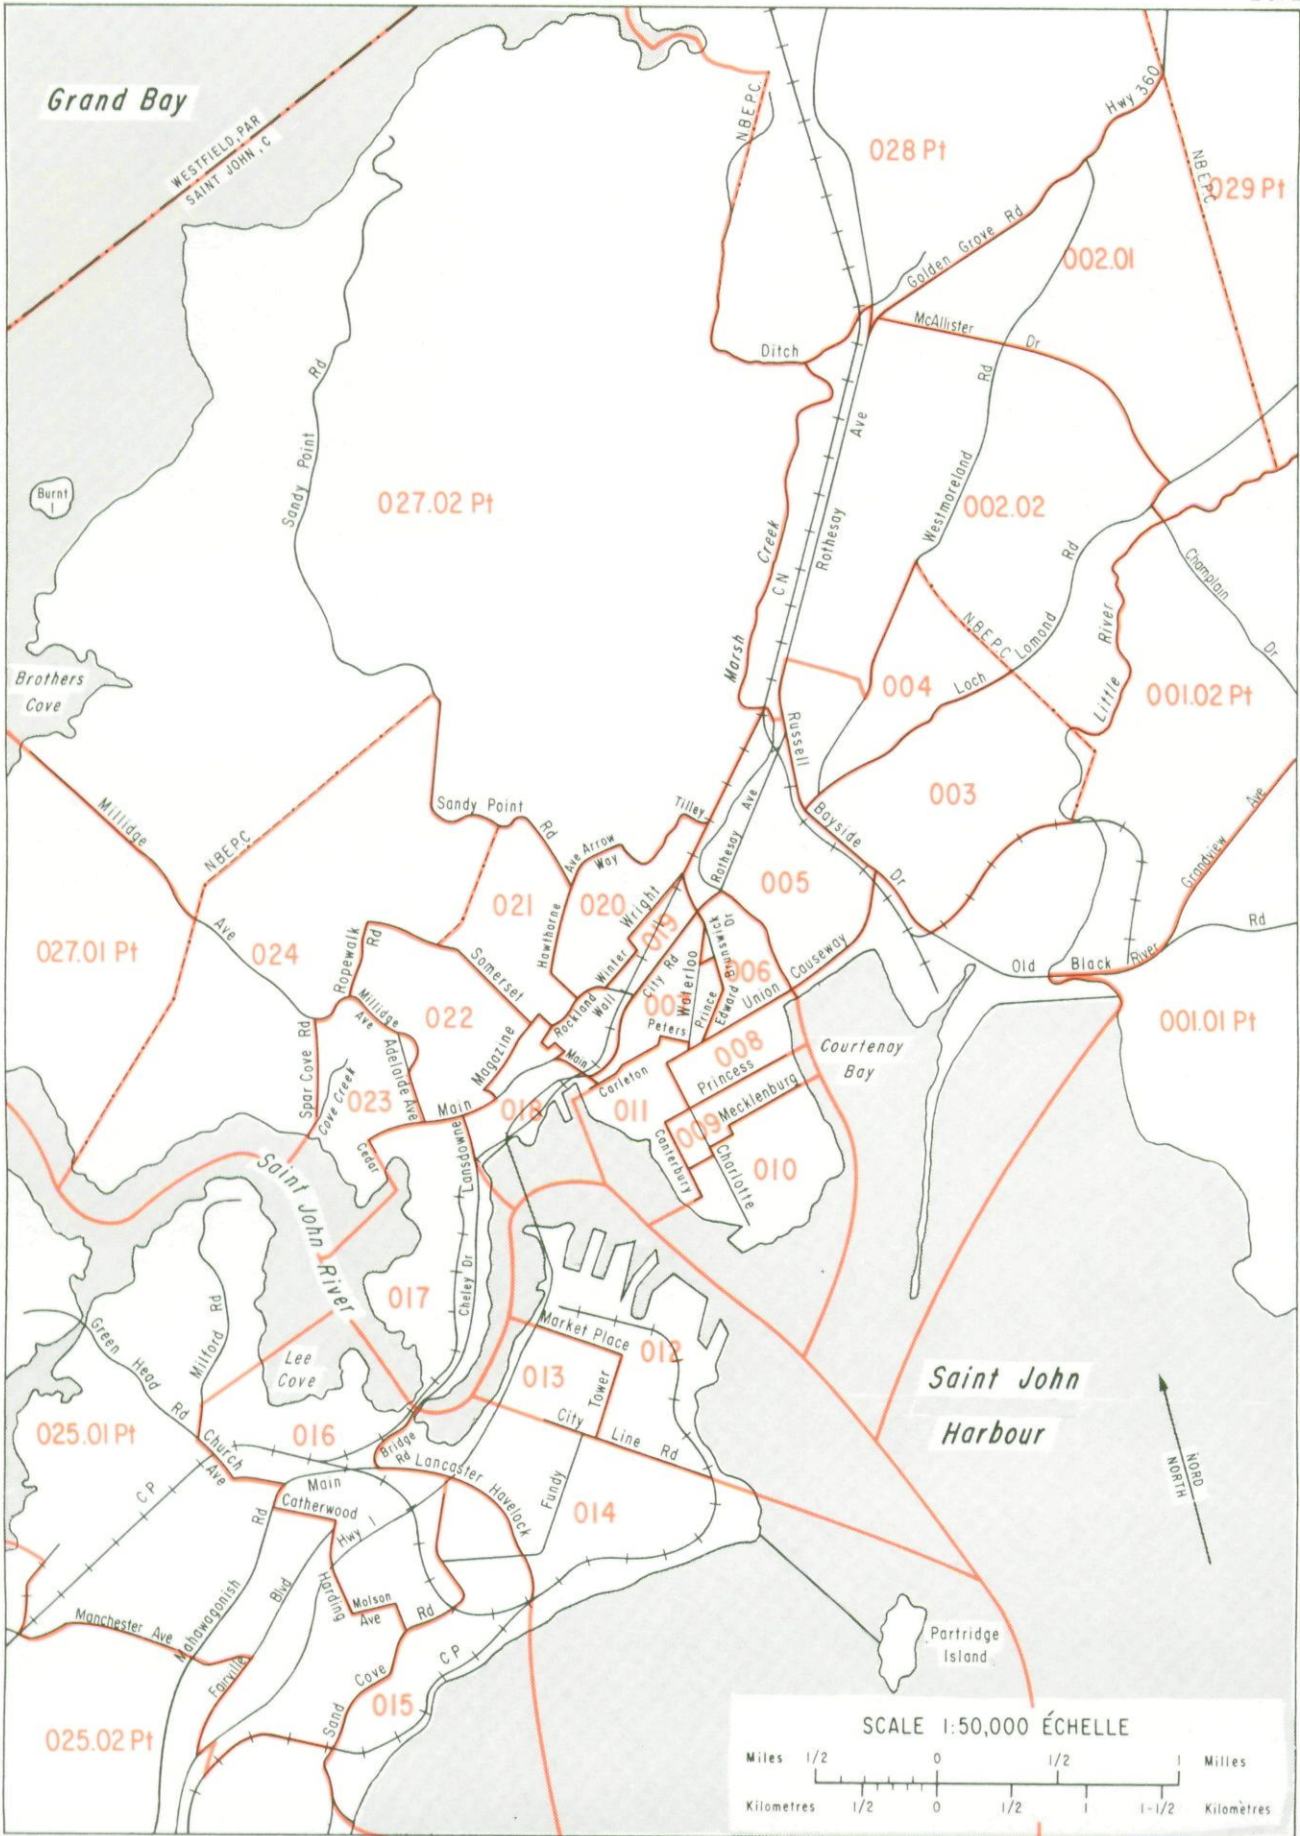 Grand Bay
WESTFIELD, PAR
SAINT JOHN, C
N.B.E.P.C.
028 Pt
Hwy 360
N.B.E.P.C.
029 Pt
Golden Grove Rd
002.01
McAllister Dr
Ditch
Sandy Point Rd
Westmoreland Rd
Rothesay Ave
Burnt
I
027.02 Pt
002.02
Marsh Creek
CN
Loch Lomond Rd
Champlain Dr
N.B.E.P.C
Little River
Brothers
Cove
004
001.02 Pt
Russell
Millidge Ave
N.B.E.P.C
Sandy Point Rd
Tilley
Rothesay Ave
Bayside Dr
003
Grandview Ave
Ave Arrow
Way
005
021
020
Hawthorne
Wright
019
027.01 Pt
024
Ropewalk Rd
Somerset
Rockland
Winter
Wall
City Rd
Waterloo
Brunswick Dr
006
Prince Edward
Union
Causeway
Old Black River Rd
Millidge
Ave
022
Magazine
Peters
001.01 Pt
Spar Cove Rd
Cove Creek
Adelaide Ave
Main
008
Courtenay
Bay
023
Main
018
Carleton
011
Princess
Mecklenburg
009
Cedar
Lansdowne
Canterbury
Charlotte
010
Saint John River
017
Chesley Dr
Green Head Rd
Milford Rd
Market Place
012
Lee
Cove
013
Tower
Saint John
Harbour
025.01 Pt
Church Ave
016
City Line Rd
Bridge Rd
Lancaster
Havelock
Fundy
NORD
NORTH
CP
Main
Catherwood
Rd
Hwy 1
014
Mahawagonish
Blvd
Harding
Molson
Ave
Rd
Manchester Ave
Fairville
CP
Partridge
Island
Sand Cove
015
025.02 Pt
SCALE 1:50,000 ÉCHELLE
Miles 1/2 0 1/2 1 Milles
Kilometres 1/2 0 1/2 1 1-1/2 Kilomètres